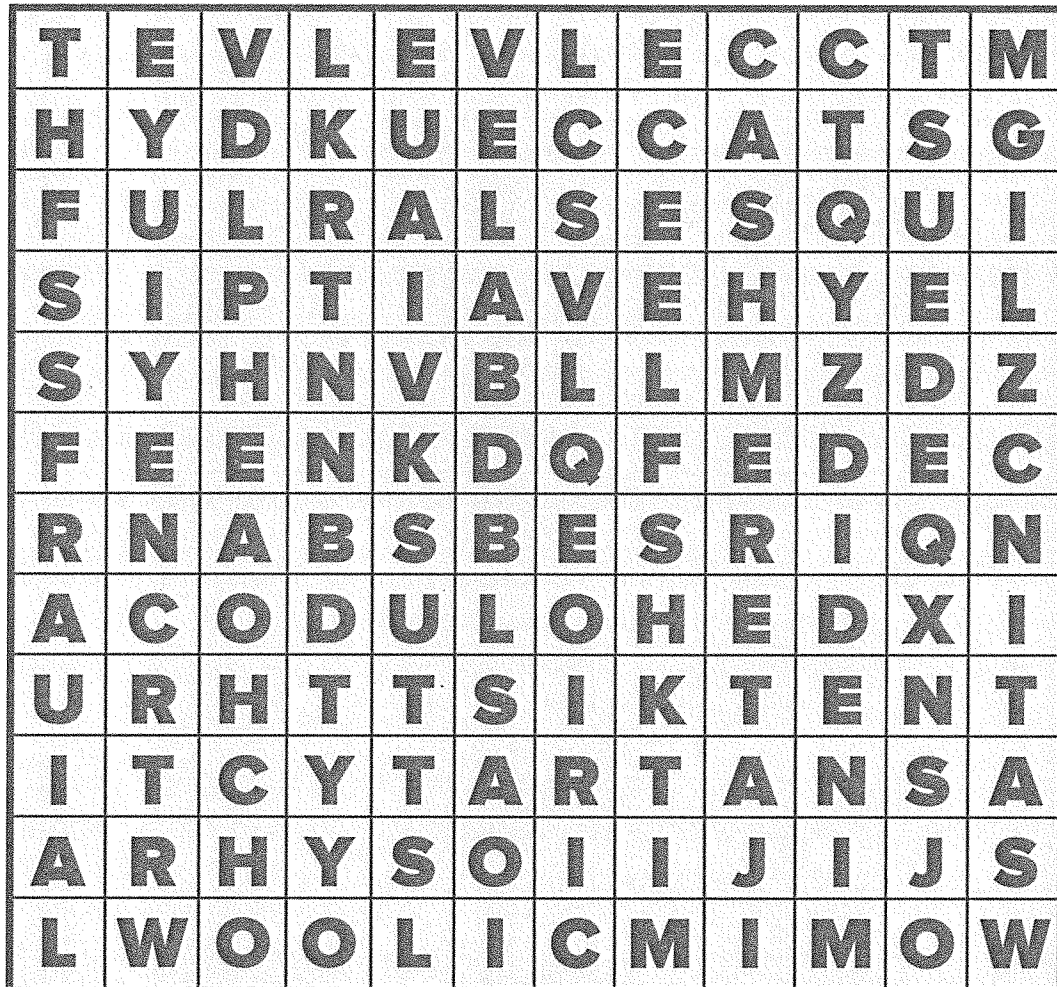 T E V L E V L E C C T M
H Y D K U E C C A T S G
F U L R A L S E S Q U I
S I P T I A V E H Y E L
S Y H N V B L L M Z D Z
F E E N K D Q F E D E C
R N A B S B E S R I Q N
A C O D U L O H E D X I
U R H T T S I K T E N T
I T C Y T A R T A N S A
A R H Y S O I I J I J S
L W O O L I C M I M O W